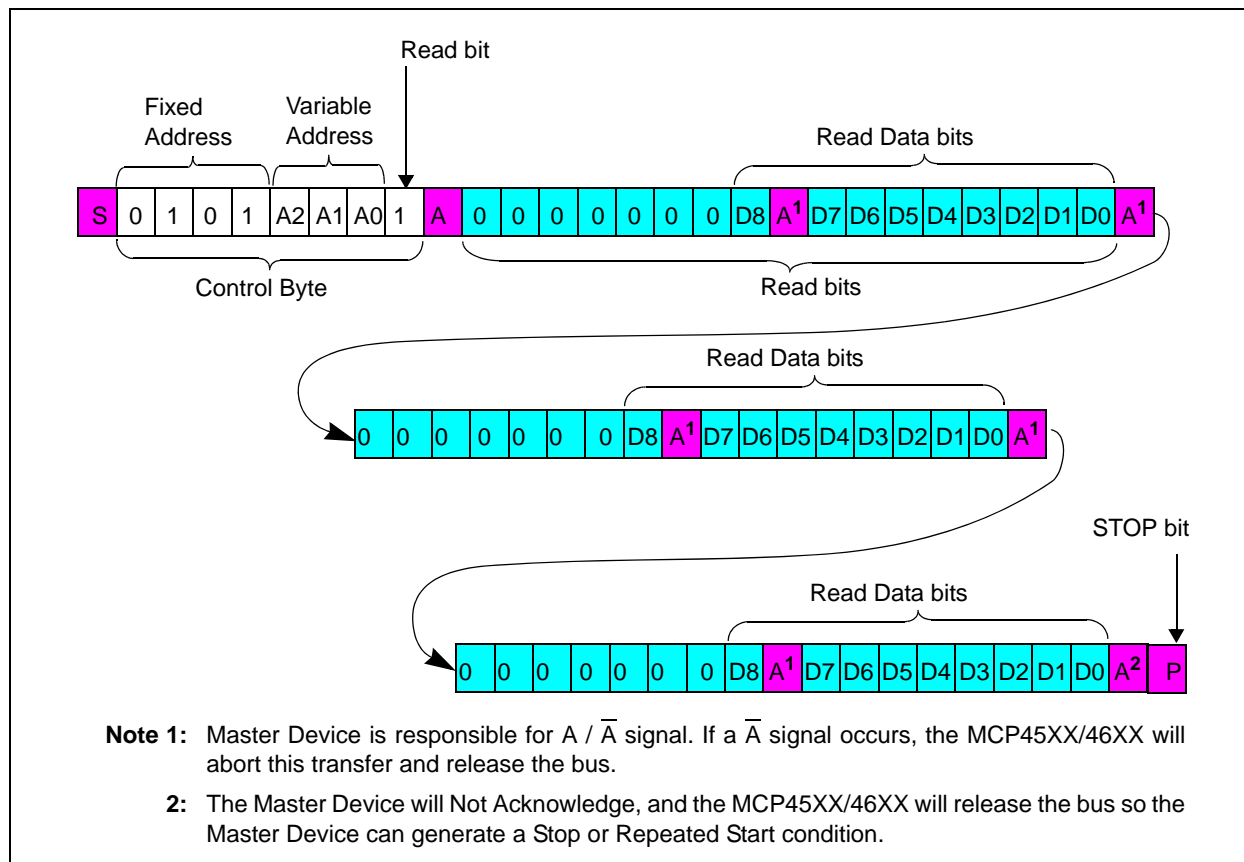 Read bit
Fixed Address
Variable Address
Read Data bits
S 0 1 0 1 A2 A1 A0 1 A 0 0 0 0 0 0 0 D8 A¹ D7 D6 D5 D4 D3 D2 D1 D0 A¹
Control Byte
Read bits
Read Data bits
0 0 0 0 0 0 0 D8 A¹ D7 D6 D5 D4 D3 D2 D1 D0 A¹
STOP bit
Read Data bits
0 0 0 0 0 0 0 D8 A¹ D7 D6 D5 D4 D3 D2 D1 D0 A² P
Note 1: Master Device is responsible for A / A̅ signal. If a A̅ signal occurs, the MCP45XX/46XX will
abort this transfer and release the bus.
2: The Master Device will Not Acknowledge, and the MCP45XX/46XX will release the bus so the
Master Device can generate a Stop or Repeated Start condition.